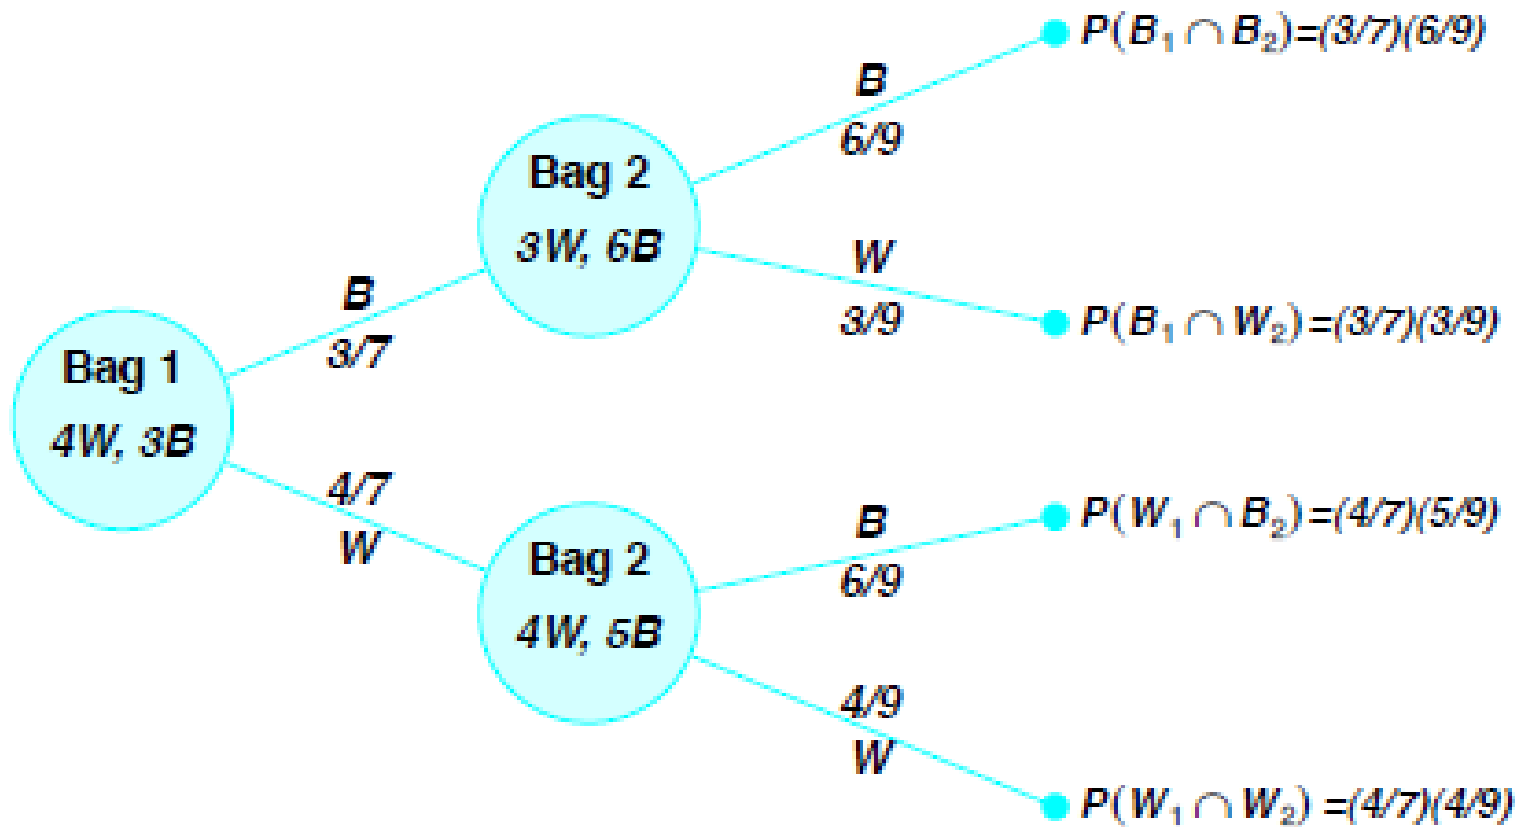 P(B₁ ∩ B₂)=(3/7)(6/9)
B
6/9
Bag 2
3W, 6B
W
3/9
P(B₁ ∩ W₂)=(3/7)(3/9)
B
3/7
Bag 1
4W, 3B
4/7
W
P(W₁ ∩ B₂)=(4/7)(5/9)
B
6/9
Bag 2
4W, 5B
4/9
W
P(W₁ ∩ W₂) =(4/7)(4/9)